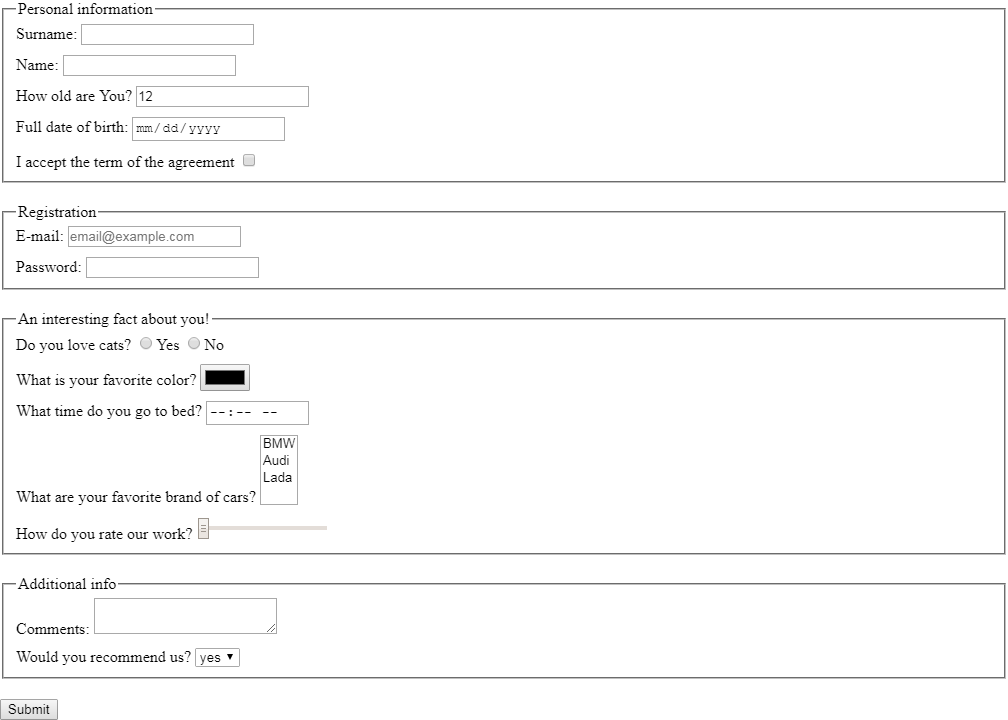 Personal information
Surname:
Name:
How old are You? 12
Full date of birth: mm/dd/yyyy
I accept the term of the agreement
Registration
E-mail: email@example.com
Password:
An interesting fact about you!
Do you love cats? Yes No
What is your favorite color?
What time do you go to bed? --:-- --
BMW
Audi
Lada
What are your favorite brand of cars?
How do you rate our work?
Additional info
Comments:
Would you recommend us? yes
Submit